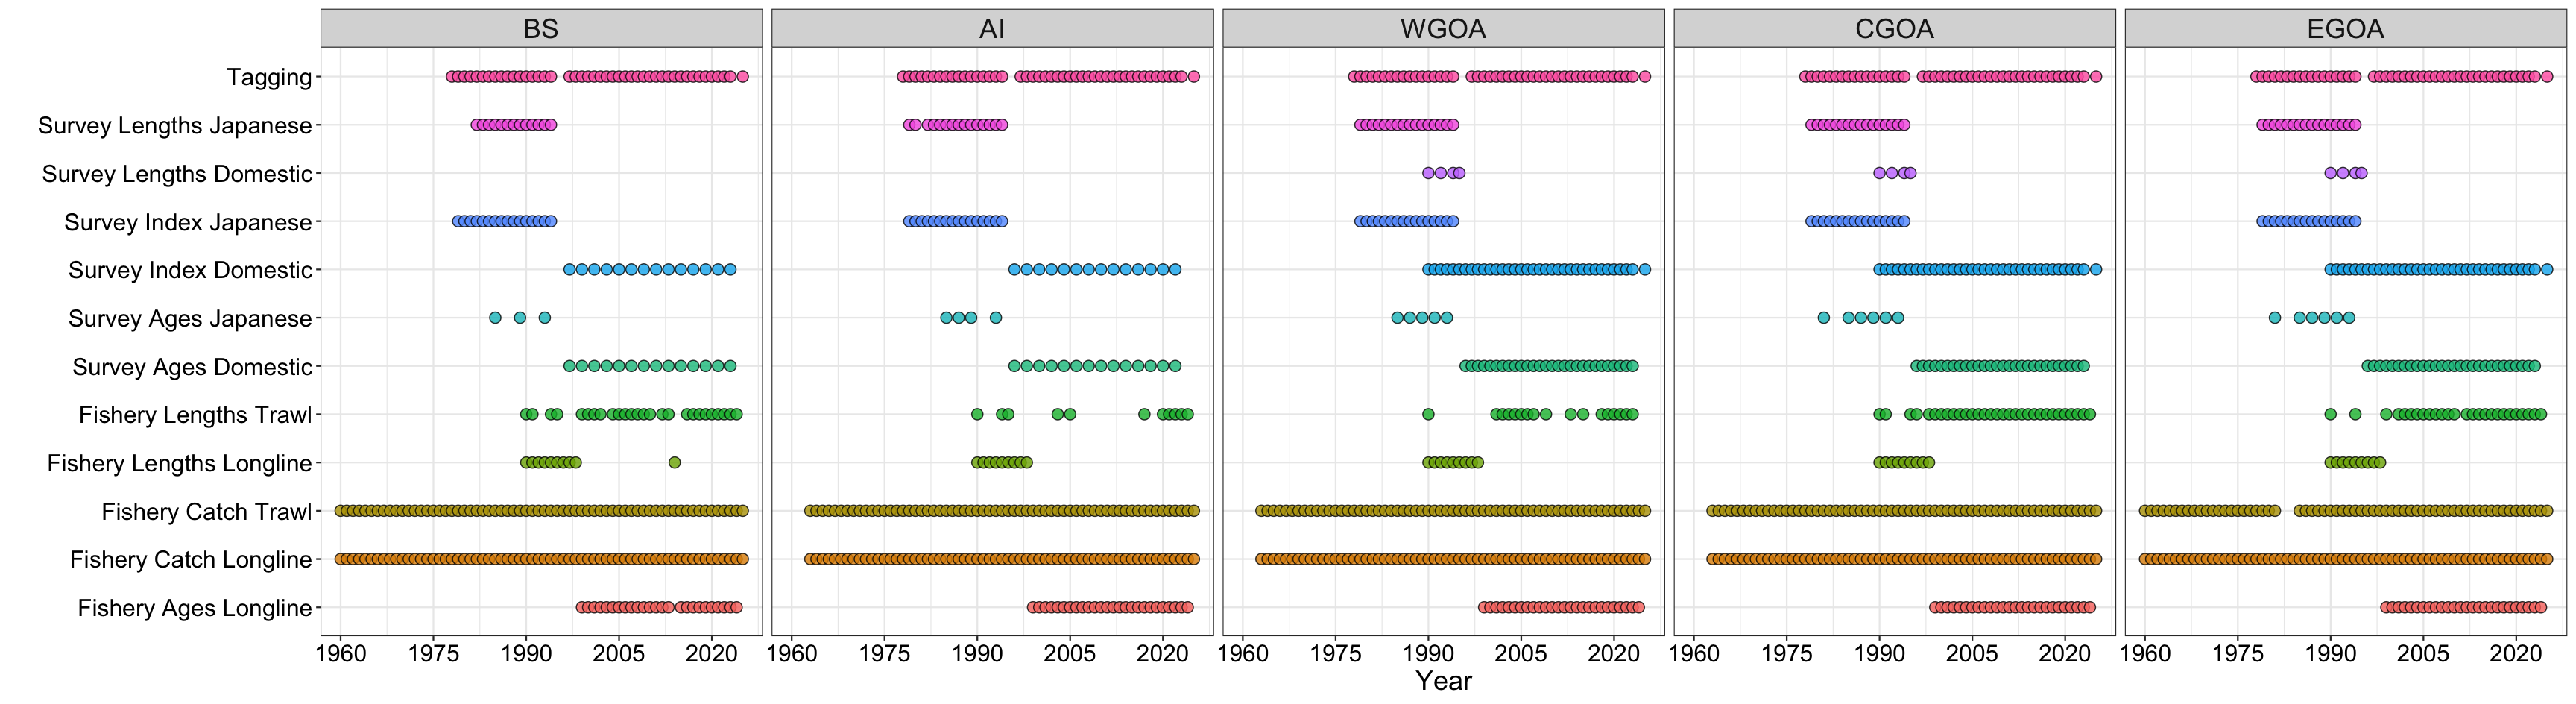 BS AI WGOA CGOA EGOA
Tagging
Survey Lengths Japanese
Survey Lengths Domestic
Survey Index Japanese
Survey Index Domestic
Survey Ages Japanese
Survey Ages Domestic
Fishery Lengths Trawl
Fishery Lengths Longline
Fishery Catch Trawl
Fishery Catch Longline
Fishery Ages Longline
1960 1975 1990 2005 2020 1960 1975 1990 2005 2020 1960 1975 1990 2005 2020 1960 1975 1990 2005 2020 1960 1975 1990 2005 2020
Year